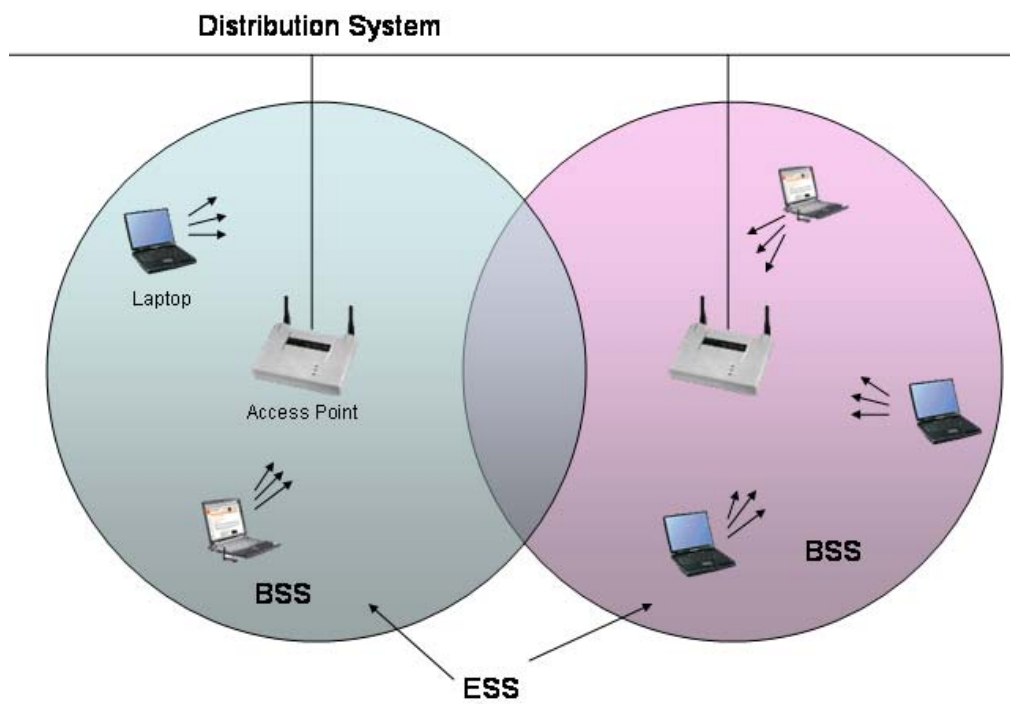 Distribution System
Laptop
Access Point
BSS
BSS
ESS